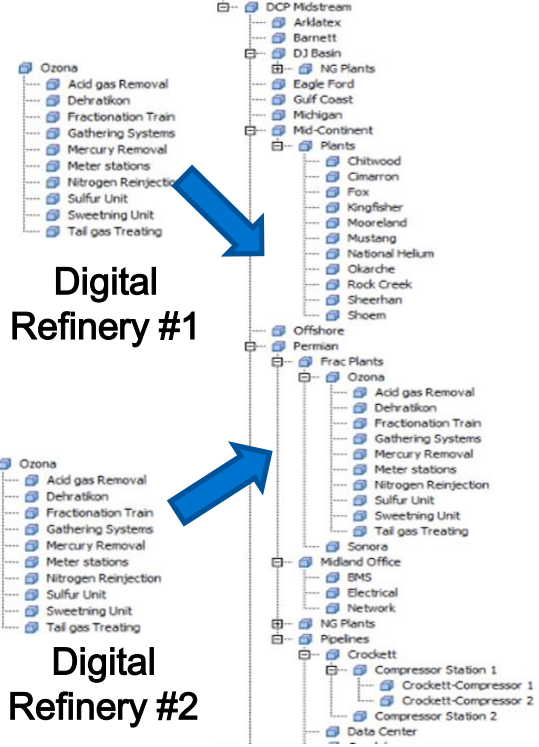 Ozona
Acid gas Removal
Dehratikon
Fractionation Train
Gathering Systems
Mercury Removal
Meter stations
Nitrogen Reinjection
Sulfur Unit
Sweetning Unit
Tail gas Treating
Digital
Refinery #1
Ozona
Acid gas Removal
Dehratikon
Fractionation Train
Gathering Systems
Mercury Removal
Meter stations
Nitrogen Reinjection
Sulfur Unit
Sweetning Unit
Tail gas Treating
Digital
Refinery #2
DCP Midstream
Arklatex
Barnett
DJ Basin
NG Plants
Eagle Ford
Gulf Coast
Michigan
Mid-Continent
Plants
Chitwood
Cimarron
Fox
Kingfisher
Mooreland
Mustang
National Helium
Okarche
Rock Creek
Sheerhan
Shoem
Offshore
Permian
Frac Plants
Ozona
Acid gas Removal
Dehratikon
Fractionation Train
Gathering Systems
Mercury Removal
Meter stations
Nitrogen Reinjection
Sulfur Unit
Sweetning Unit
Tail gas Treating
Sonora
Midland Office
BMS
Electrical
Network
NG Plants
Pipelines
Crockett
Compressor Station 1
Crockett-Compressor 1
Crockett-Compressor 2
Compressor Station 2
Data Center